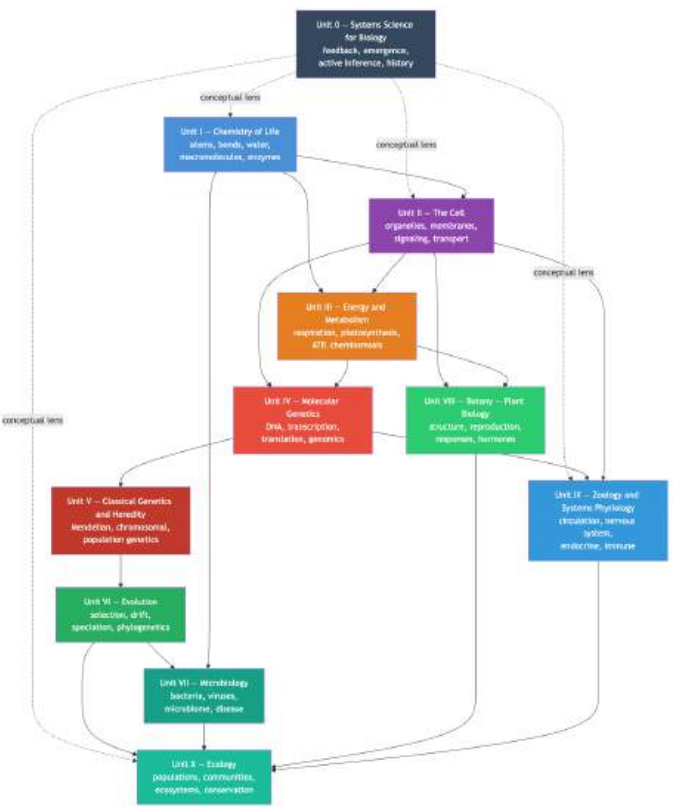 Unit 0 — Systems Science
for Biology
feedback, emergence,
active inference, history
conceptual lens
Unit I — Chemistry of Life
atoms, bonds, water,
macromolecules, enzymes
conceptual lens
Unit II — The Cell
organelles, membranes,
signaling, transport
conceptual lens
Unit III — Energy and
Metabolism
respiration, photosynthesis,
ATP, chemiosmosis
Unit IV — Molecular
Genetics
DNA, transcription,
translation, genomics
Unit VIII — Botany — Plant
Biology
structure, reproduction,
responses, hormones
conceptual lens
Unit V — Classical Genetics
and Heredity
Mendelian, chromosomal,
population genetics
Unit IX — Zoology and
Systems Physiology
circulation, nervous
system,
endocrine, immune
Unit VI — Evolution
selection, drift,
speciation, phylogenetics
Unit VII — Microbiology
bacteria, viruses,
microbiome, disease
Unit X — Ecology
populations, communities,
ecosystems, conservation